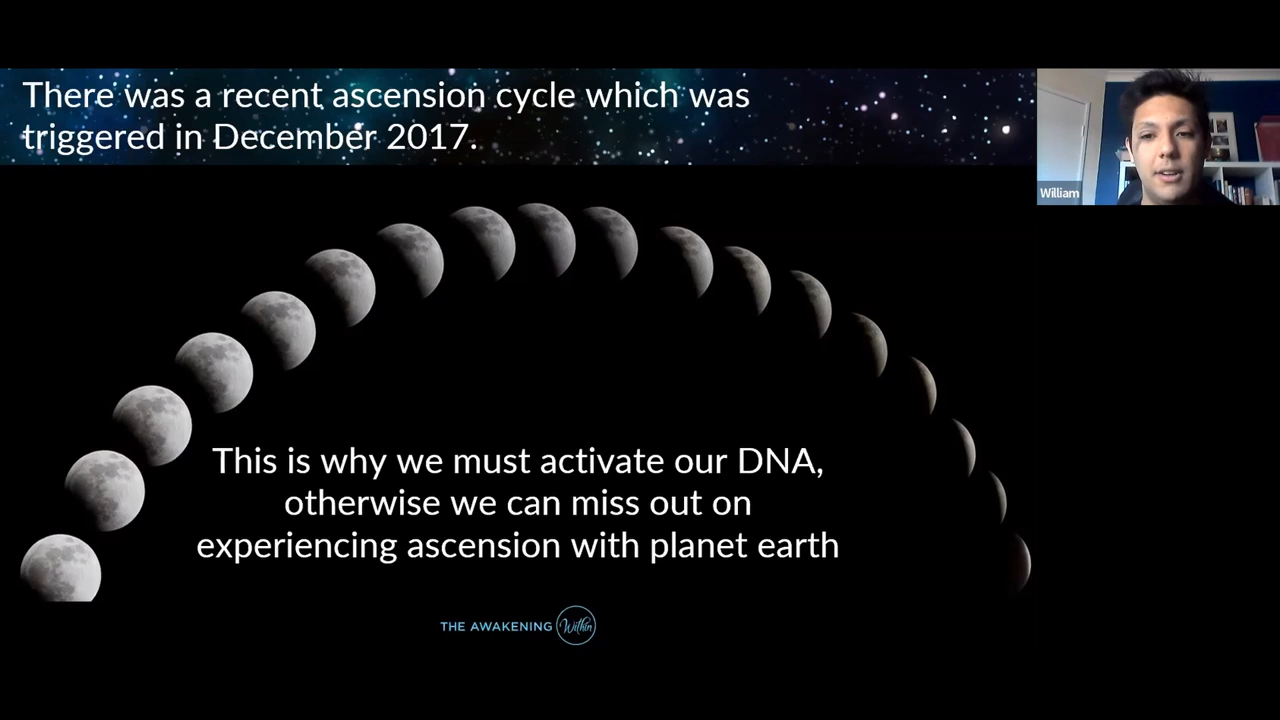 There was a recent ascension cycle which was
triggered in December 2017.
William
This is why we must activate our DNA,
otherwise we can miss out on
experiencing ascension with planet earth
THE AWAKENING Within